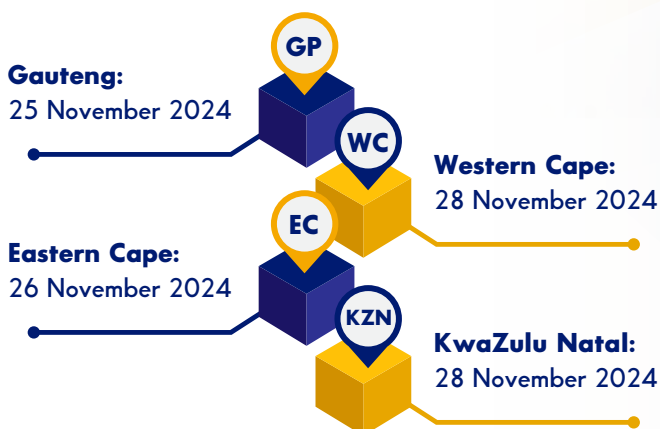 GP
Gauteng:
25 November 2024
WC
Western Cape:
28 November 2024
EC
Eastern Cape:
26 November 2024
KZN
KwaZulu Natal:
28 November 2024